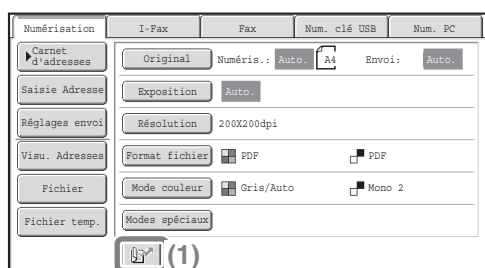 Numérisation I-Fax Fax Num. clé USB Num. PC
Carnet d'adresses
Original Numéris.: Auto. A4 Envoi: Auto.
Saisie Adresse Exposition Auto.
Réglages envoi Résolution 200X200dpi
Visu. Adresses Format fichier PDF PDF
Fichier Mode couleur Gris/Auto Mono 2
Fichier temp. Modes spéciaux
(1)